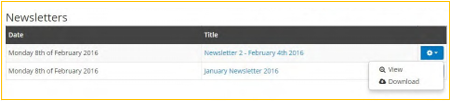 Newsletters
Date Title
Monday 8th of February 2016 Newsletter 2 - February 4th 2016
Monday 8th of February 2016 January Newsletter 2016
View
Download